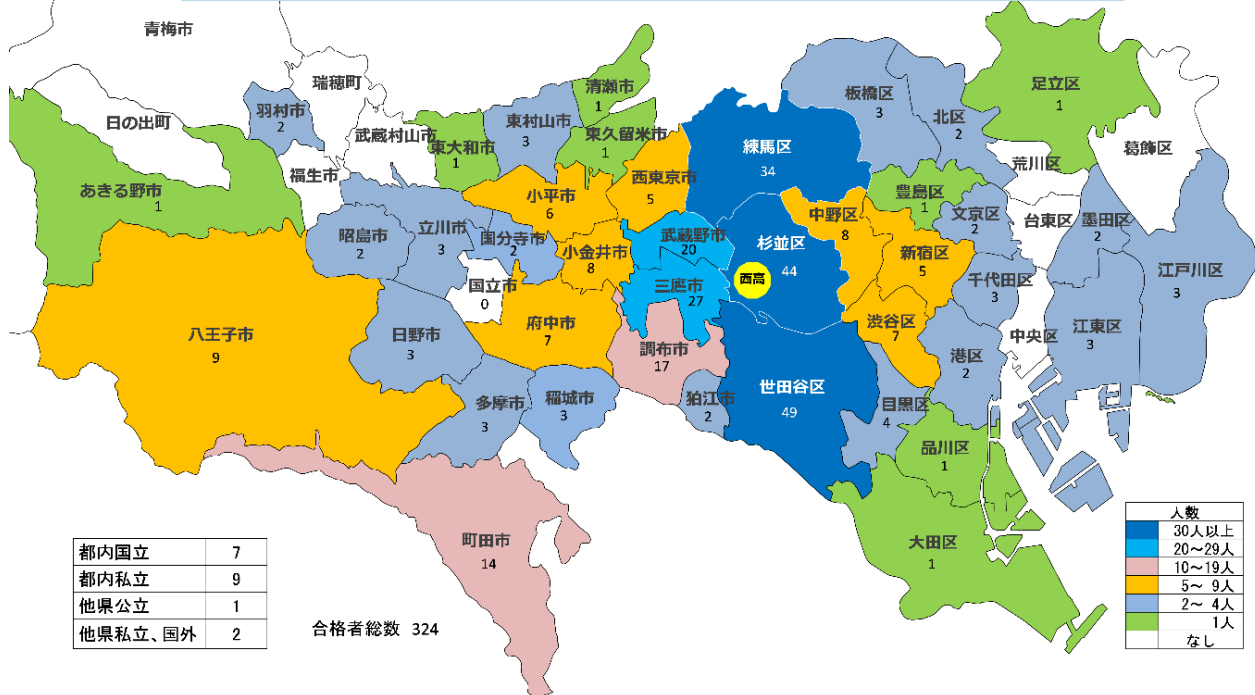 青梅市
瑞穂町
羽村市
2
日の出町
武蔵村山市
福生市
あきる野市
1
東大和市
1
東村山市
3
清瀬市
1
東久留米市
1
西東京市
5
小平市
6
昭島市
2
立川市
3
国分寺市
2
小金井市
8
国立市
0
武蔵野市
20
三鷹市
27
八王子市
9
日野市
3
府中市
7
調布市
17
狛江市
2
多摩市
3
稲城市
3
町田市
14
練馬区
34
杉並区
44
西高
世田谷区
49
板橋区
3
北区
2
足立区
1
荒川区
葛飾区
豊島区
1
文京区
2
台東区
墨田区
2
中野区
8
新宿区
5
千代田区
3
江戸川区
3
渋谷区
7
港区
2
中央区
江東区
3
目黒区
4
品川区
1
大田区
1
都内国立 7
都内私立 9
他県公立 1
他県私立、国外 2
合格者総数 324
人数
30人以上
20～29人
10～19人
5～ 9人
2～ 4人
1人
なし